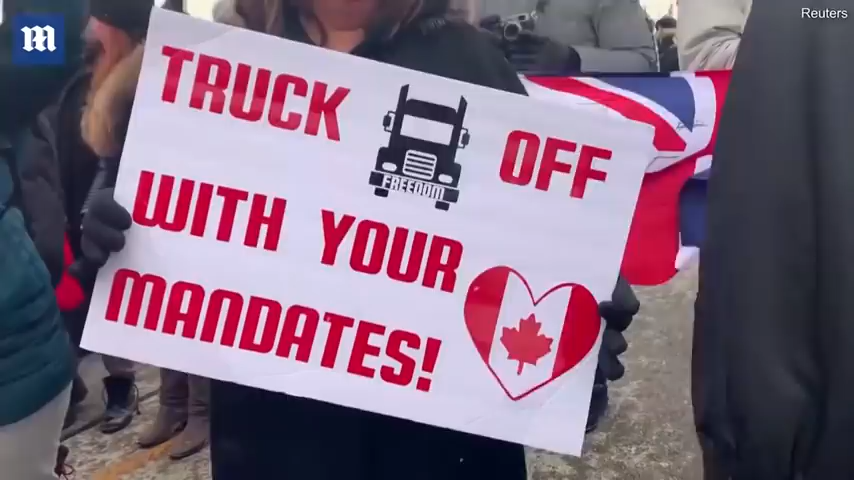 Reuters
m
TRUCK OFF
FREEDOM
WITH YOUR
MANDATES!